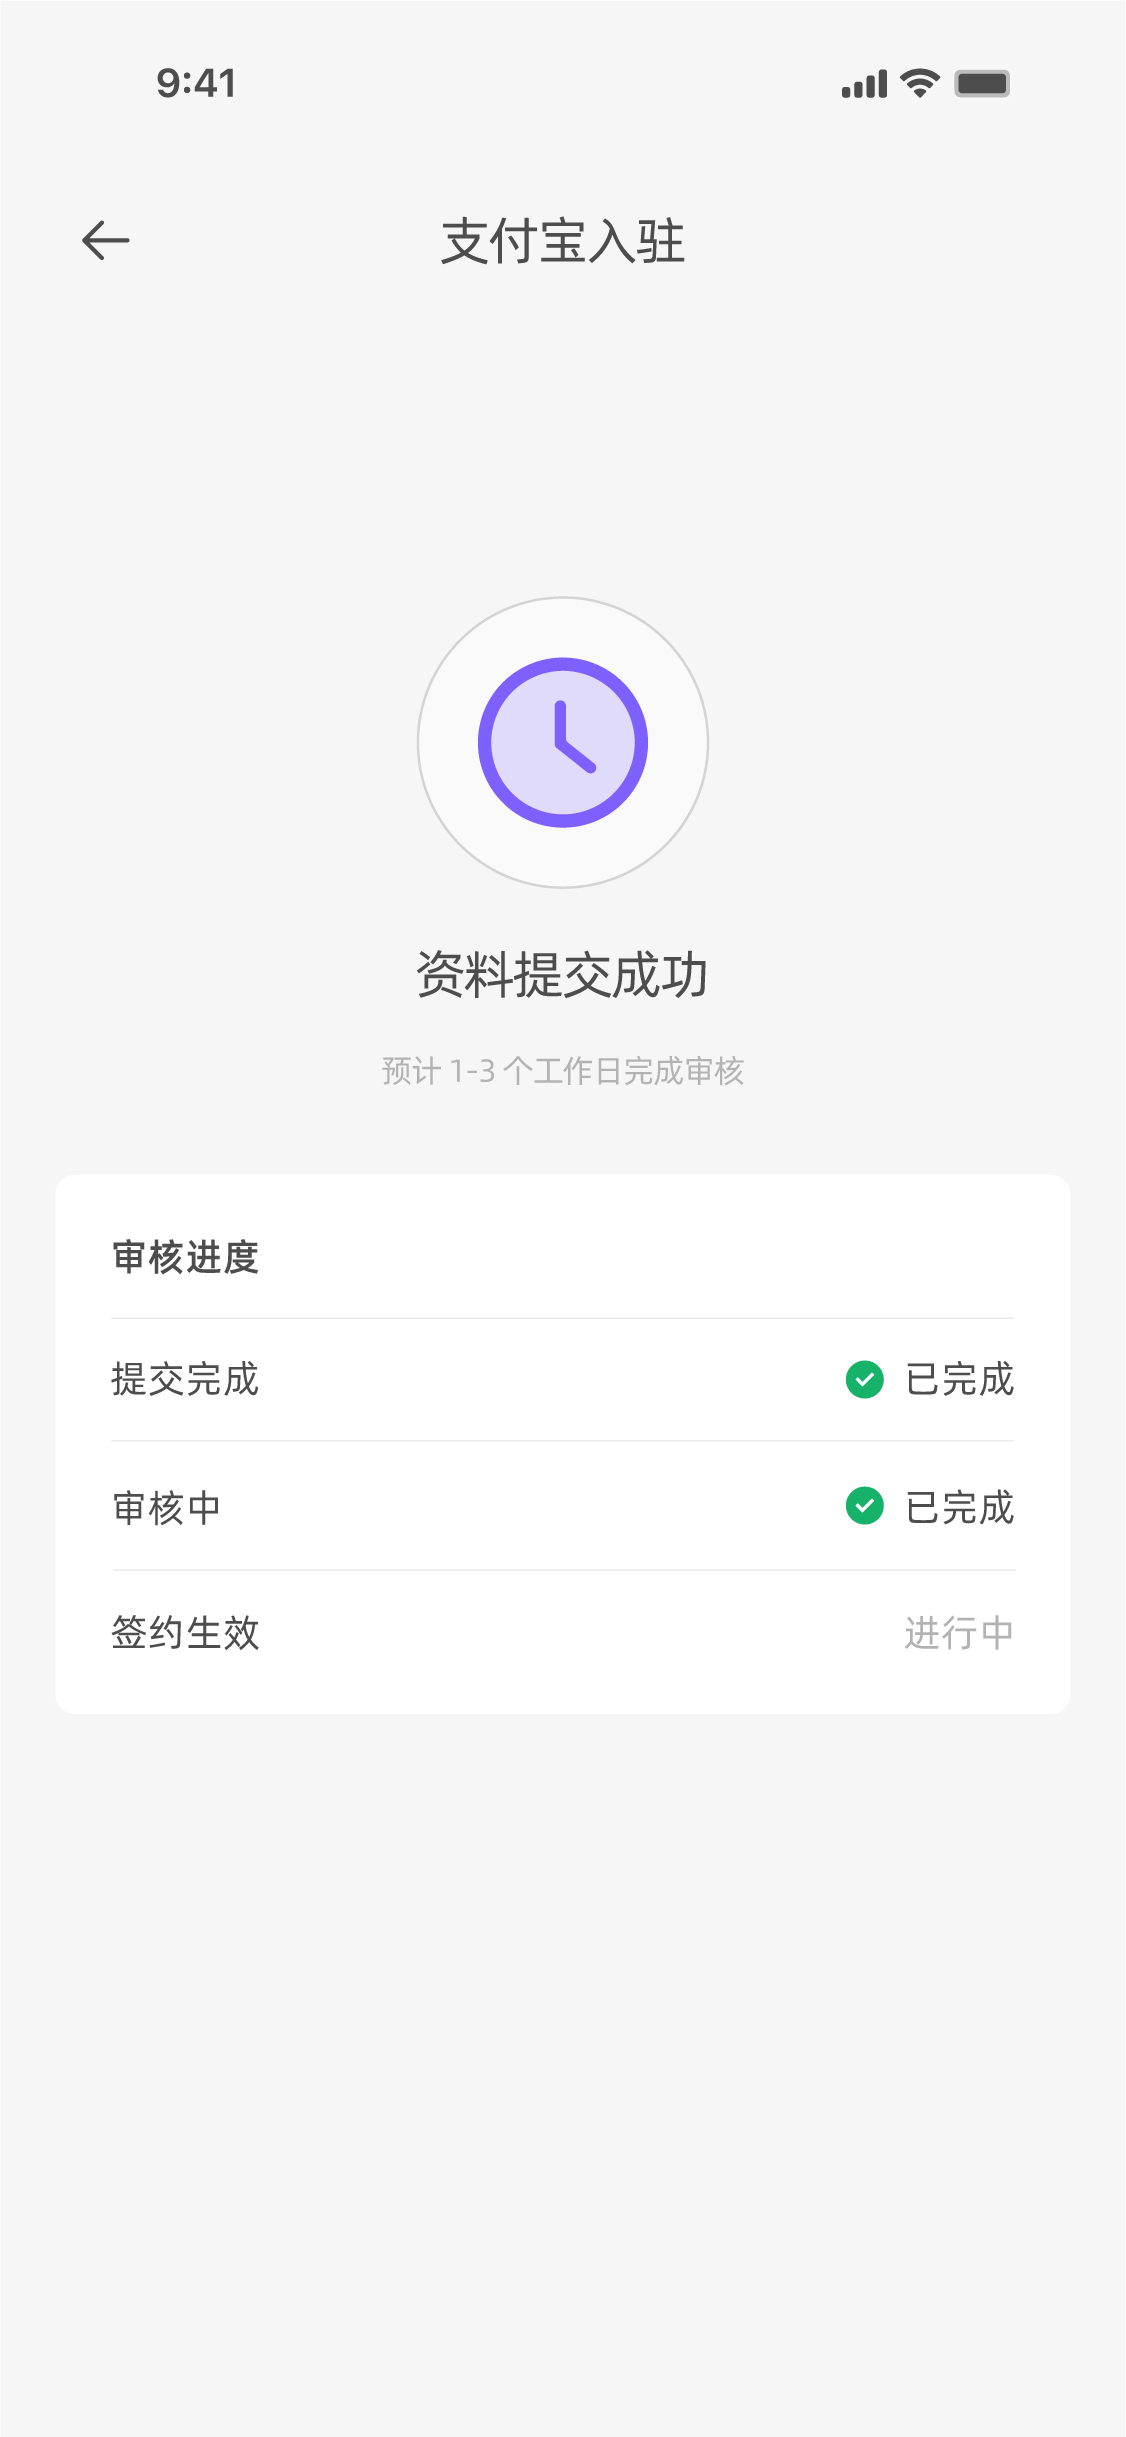 9:41
支付宝入驻
资料提交成功
预计 1-3 个工作日完成审核
审核进度
提交完成 已完成
审核中 已完成
签约生效 进行中